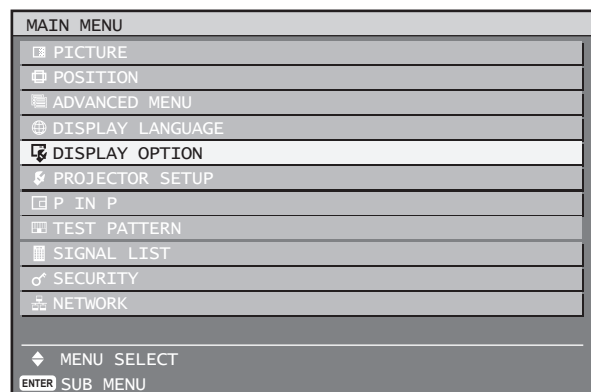 MAIN MENU
PICTURE
POSITION
ADVANCED MENU
DISPLAY LANGUAGE
DISPLAY OPTION
PROJECTOR SETUP
P IN P
TEST PATTERN
SIGNAL LIST
SECURITY
NETWORK
MENU SELECT
ENTER SUB MENU